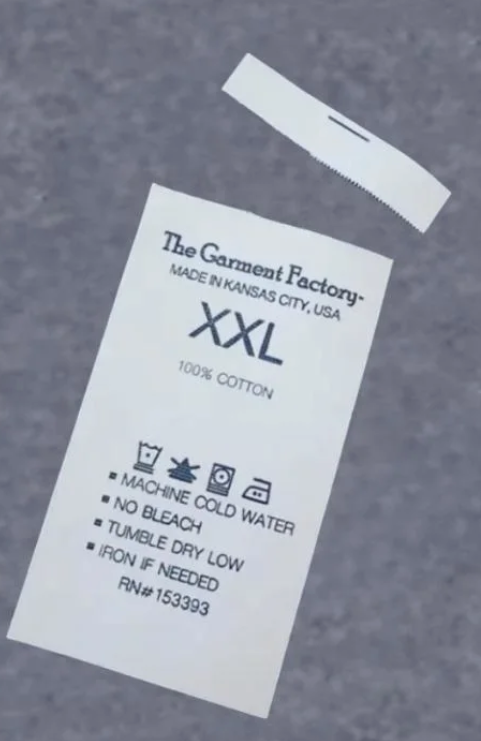 The Garment Factory-
MADE IN KANSAS CITY, USA
XXL
100% COTTON
▪ MACHINE COLD WATER
▪ NO BLEACH
▪ TUMBLE DRY LOW
▪ IRON IF NEEDED
RN#153393